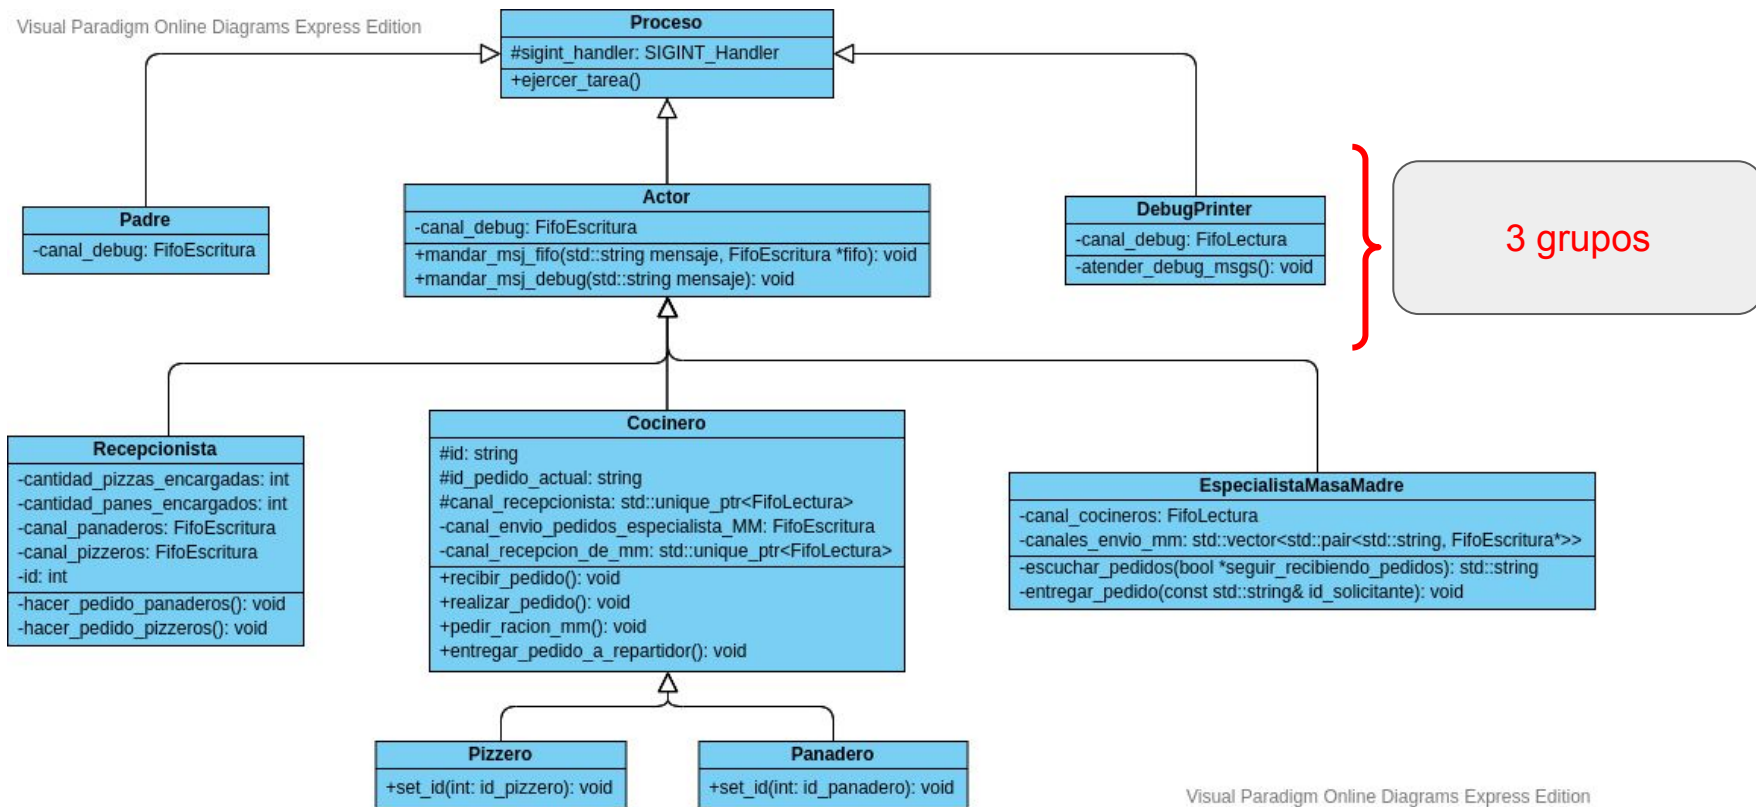 Visual Paradigm Online Diagrams Express Edition
Proceso
#sigint_handler: SIGINT_Handler
+ejercer_tarea()
Padre
-canal_debug: FifoEscritura
Actor
-canal_debug: FifoEscritura
+mandar_msj_fifo(std::string mensaje, FifoEscritura *fifo): void
+mandar_msj_debug(std::string mensaje): void
DebugPrinter
-canal_debug: FifoLectura
-atender_debug_msgs(): void
3 grupos
Recepcionista
-cantidad_pizzas_encargadas: int
-cantidad_panes_encargados: int
-canal_panaderos: FifoEscritura
-canal_pizzeros: FifoEscritura
-id: int
-hacer_pedido_panaderos(): void
-hacer_pedido_pizzeros(): void
Cocinero
#id: string
#id_pedido_actual: string
#canal_recepcionista: std::unique_ptr<FifoLectura>
-canal_envio_pedidos_especialista_MM: FifoEscritura
-canal_recepcion_de_mm: std::unique_ptr<FifoLectura>
+recibir_pedido(): void
+realizar_pedido(): void
+pedir_racion_mm(): void
+entregar_pedido_a_repartidor(): void
EspecialistaMasaMadre
-canal_cocineros: FifoLectura
-canales_envio_mm: std::vector<std::pair<std::string, FifoEscritura*>>
-escuchar_pedidos(bool *seguir_recibiendo_pedidos): std::string
-entregar_pedido(const std::string& id_solicitante): void
Pizzero
+set_id(int: id_pizzero): void
Panadero
+set_id(int: id_panadero): void
Visual Paradigm Online Diagrams Express Edition